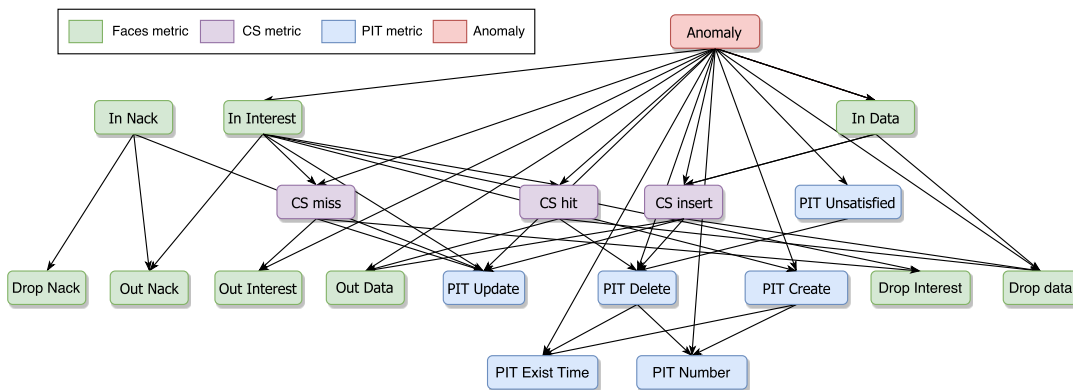 Faces metric CS metric PIT metric Anomaly
Anomaly
In Nack In Interest In Data
CS miss CS hit CS insert PIT Unsatisfied
Drop Nack Out Nack Out Interest Out Data PIT Update PIT Delete PIT Create Drop Interest Drop data
PIT Exist Time PIT Number